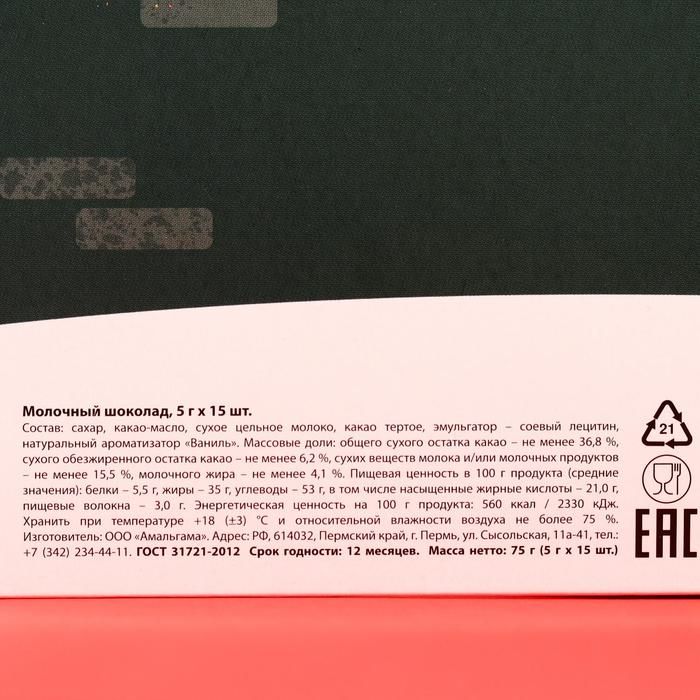 Молочный шоколад, 5 г х 15 шт.
Состав: сахар, какао-масло, сухое цельное молоко, какао тертое, эмульгатор – соевый лецитин,
натуральный ароматизатор «Ваниль». Массовые доли: общего сухого остатка какао – не менее 36,8 %,
сухого обезжиренного остатка какао – не менее 6,2 %, сухих веществ молока и/или молочных продуктов
– не менее 15,5 %, молочного жира – не менее 4,1 %. Пищевая ценность в 100 г продукта (средние
значения): белки – 5,5 г, жиры – 35 г, углеводы – 53 г, в том числе насыщенные жирные кислоты – 21,0 г,
пищевые волокна – 3,0 г. Энергетическая ценность на 100 г продукта: 560 ккал / 2330 кДж.
Хранить при температуре +18 (±3) °С и относительной влажности воздуха не более 75 %.
Изготовитель: ООО «Амальгама». Адрес: РФ, 614032, Пермский край, г. Пермь, ул. Сысольская, 11а-41, тел.:
+7 (342) 234-44-11. ГОСТ 31721-2012 Срок годности: 12 месяцев. Масса нетто: 75 г (5 г х 15 шт.)
21
ЕАС